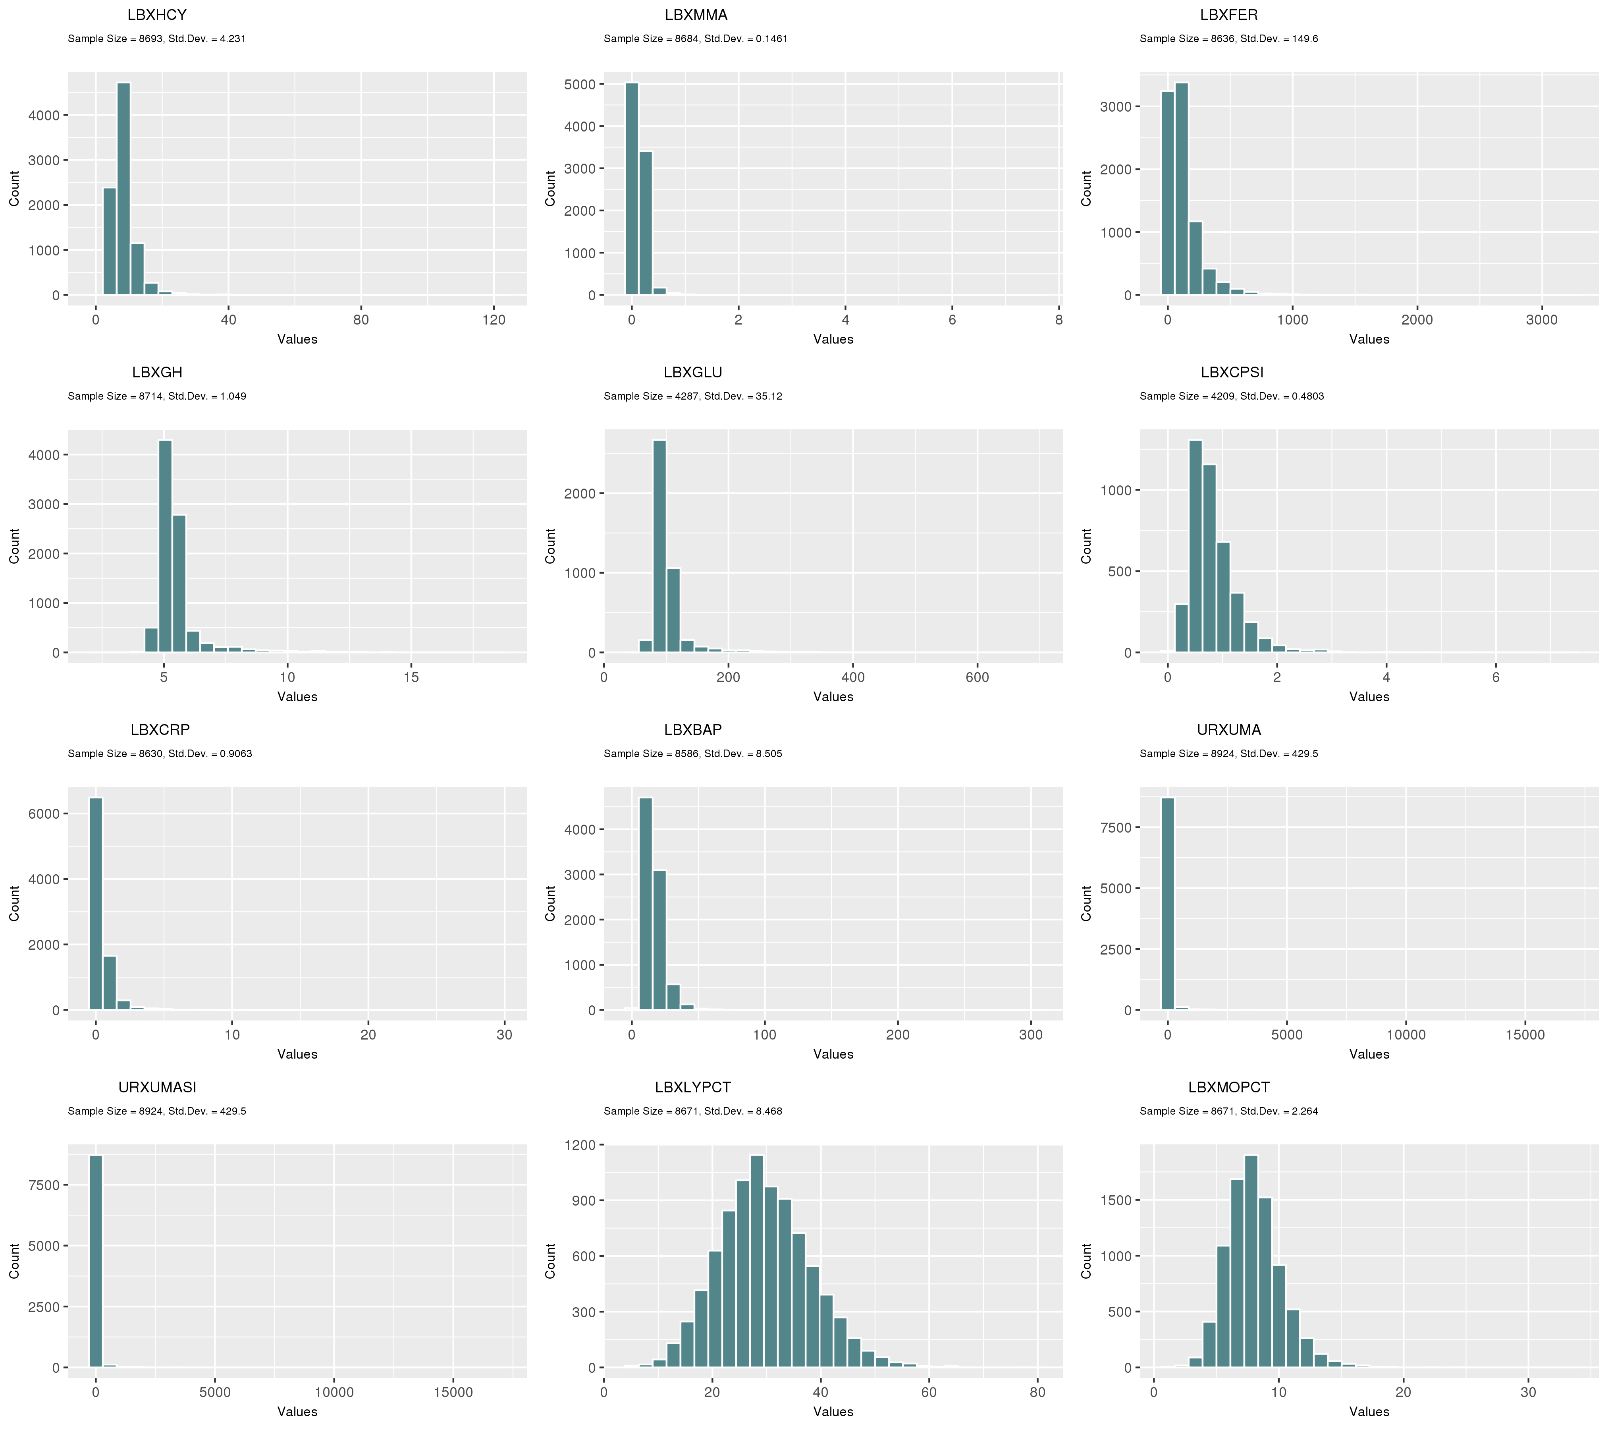 LBXHCY
Sample Size = 8693, Std.Dev. = 4.231
Count
4000
3000
2000
1000
0
0 40 80 120
Values
LBXMMA
Sample Size = 8684, Std.Dev. = 0.1461
Count
5000
4000
3000
2000
1000
0
0 2 4 6 8
Values
LBXFER
Sample Size = 8636, Std.Dev. = 149.6
Count
3000
2000
1000
0
0 1000 2000 3000
Values
LBXGH
Sample Size = 8714, Std.Dev. = 1.049
Count
4000
3000
2000
1000
0
5 10 15
Values
LBXGLU
Sample Size = 4287, Std.Dev. = 35.12
Count
2000
1000
0
0 200 400 600
Values
LBXCPSI
Sample Size = 4209, Std.Dev. = 0.4803
Count
1000
500
0
0 2 4 6
Values
LBXCRP
Sample Size = 8630, Std.Dev. = 0.9063
Count
6000
4000
2000
0
0 10 20 30
Values
LBXBAP
Sample Size = 8586, Std.Dev. = 8.505
Count
4000
3000
2000
1000
0
0 100 200 300
Values
URXUMA
Sample Size = 8924, Std.Dev. = 429.5
Count
7500
5000
2500
0
0 5000 10000 15000
Values
URXUMASI
Sample Size = 8924, Std.Dev. = 429.5
Count
7500
5000
2500
0
0 5000 10000 15000
Values
LBXLYPCT
Sample Size = 8671, Std.Dev. = 8.468
Count
1200
900
600
300
0
0 20 40 60 80
Values
LBXMOPCT
Sample Size = 8671, Std.Dev. = 2.264
Count
1500
1000
500
0
0 10 20 30
Values